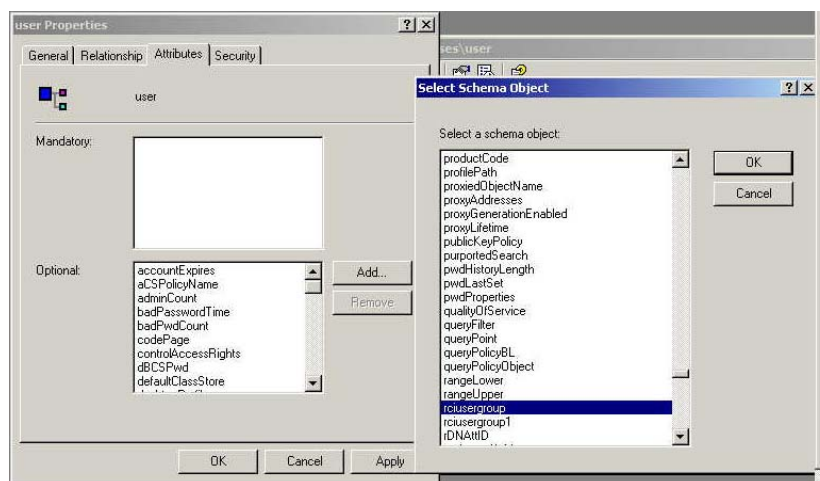 user Properties
General
Relationship
Attributes
Security
user
Mandatory:
Optional:
accountExpires
aCSPolicyName
adminCount
badPasswordTime
badPwdCount
codePage
controlAccessRights
dBCSPwd
defaultClassStore
Add...
Remove
OK
Cancel
Apply
ses\user
Select Schema Object
Select a schema object:
productCode
profilePath
proxiedObjectName
proxyAddresses
proxyGenerationEnabled
proxyLifetime
publicKeyPolicy
purportedSearch
pwdHistoryLength
pwdLastSet
pwdProperties
qualityOfService
queryFilter
queryPoint
queryPolicyBL
queryPolicyObject
rangeLower
rangeUpper
rciusergroup
rciusergroup1
rDNAttID
OK
Cancel